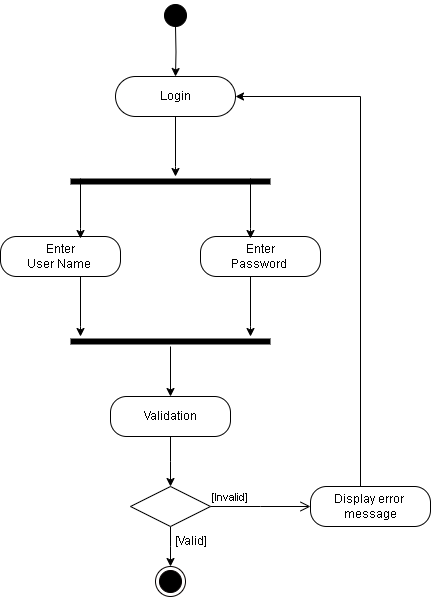 Login
Enter
User Name
Enter
Password
Validation
[Invalid]
Display error
message
[Valid]